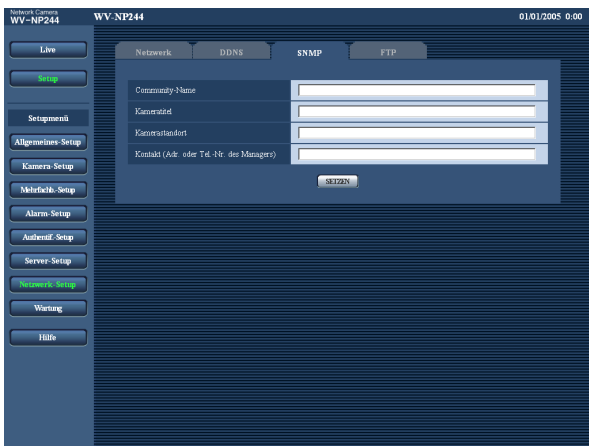 Network Camera
WV-NP244
WV-NP244
01/01/2005 0:00
Live
Setup
Setupmenü
Allgemeines-Setup
Kamera-Setup
Mehrfachb.-Setup
Alarm-Setup
Authentif.-Setup
Server-Setup
Netzwerk-Setup
Wartung
Hilfe
Netzwerk
DDNS
SNMP
FTP
Community-Name
Kameratitel
Kamerastandort
Kontakt (Adr. oder Tel.-Nr. des Managers)
SETZEN